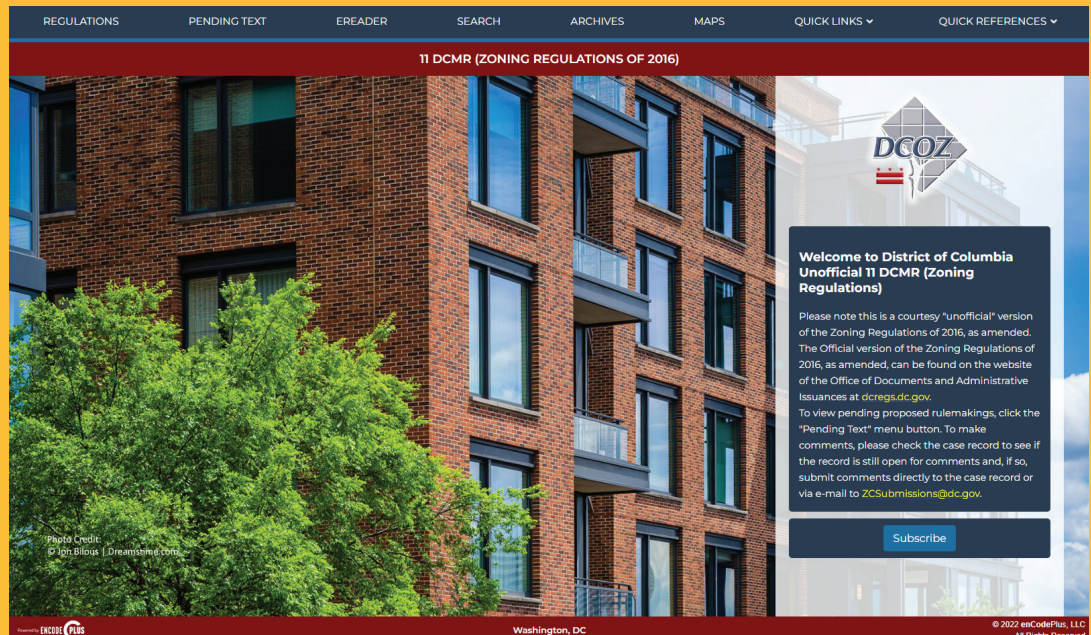 REGULATIONS PENDING TEXT EREADER SEARCH ARCHIVES MAPS QUICK LINKS QUICK REFERENCES
11 DCMR (ZONING REGULATIONS OF 2016)
DCOZ
Welcome to District of Columbia
Unofficial 11 DCMR (Zoning
Regulations)
Please note this is a courtesy "unofficial" version
of the Zoning Regulations of 2016, as amended.
The Official version of the Zoning Regulations of
2016, as amended, can be found on the website
of the Office of Documents and Administrative
Issuances at dcregs.dc.gov.
To view pending proposed rulemakings, click the
"Pending Text" menu button. To make
comments, please check the case record to see if
the record is still open for comments and, if so,
submit comments directly to the case record or
via e-mail to ZCSubmissions@dc.gov.
Subscribe
Photo Credit:
© Jon Bilous | Dreamstime.com
Powered by ENCODE PLUS
Washington, DC
© 2022 enCodePlus, LLC
All Rights Reserved